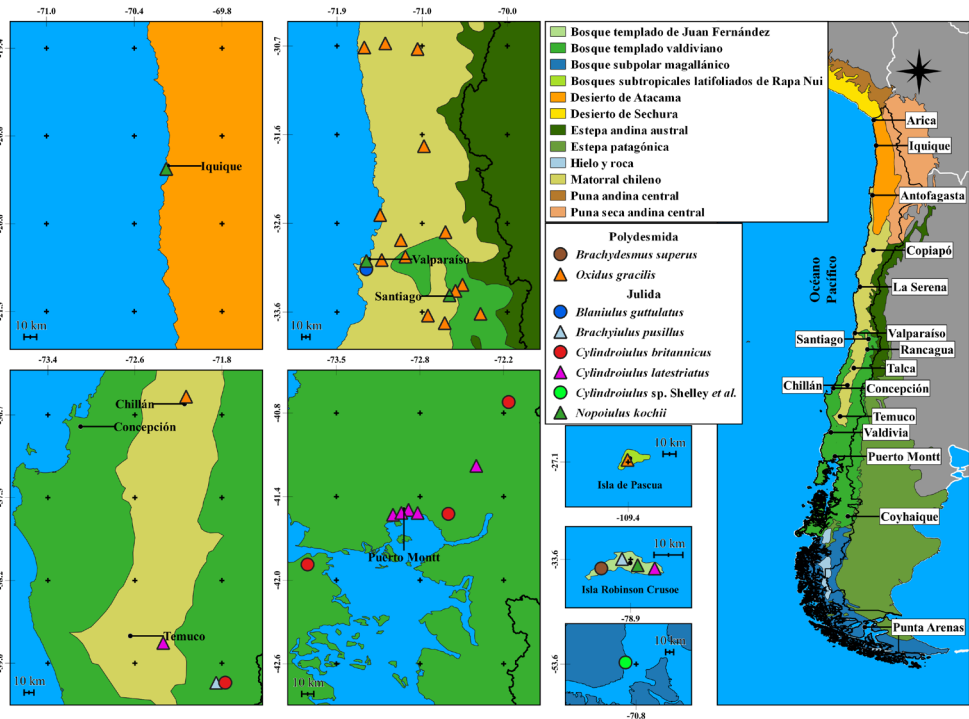 -71.0
-70.4
-69.8
-19.4
-20.8
-21.5
Iquique
10 km
-71.9
-71.0
-70.0
-30.7
-31.6
-32.6
-33.6
Valparaíso
Santiago
10 km
Bosque templado de Juan Fernández
Bosque templado valdiviano
Bosque subpolar magallánico
Bosques subtropicales latifoliados de Rapa Nui
Desierto de Atacama
Desierto de Sechura
Estepa andina austral
Estepa patagónica
Hielo y roca
Matorral chileno
Puna andina central
Puna seca andina central
Polydesmida
Brachydesmus superus
Oxidus gracilis
Julida
Blaniulus guttulatus
Brachyiulus pusillus
Cylindroiulus britannicus
Cylindroiulus latestriatus
Cylindroiulus sp. Shelley et al.
Nopoiulus kochii
-73.4
-72.6
-71.8
Chillán
Concepción
Temuco
10 km
-73.5
-72.8
-72.2
-40.8
-41.4
-42.6
Puerto Montt
10 km
10 km
-27.1
Isla de Pascua
-109.4
10 km
-33.6
Isla Robinson Crusoe
-78.9
10 km
-53.6
-70.8
Océano
Pacífico
Arica
Iquique
Antofagasta
Copiapó
La Serena
Valparaíso
Santiago
Rancagua
Talca
Chillán
Concepción
Temuco
Valdivia
Puerto Montt
Coyhaique
Punta Arenas